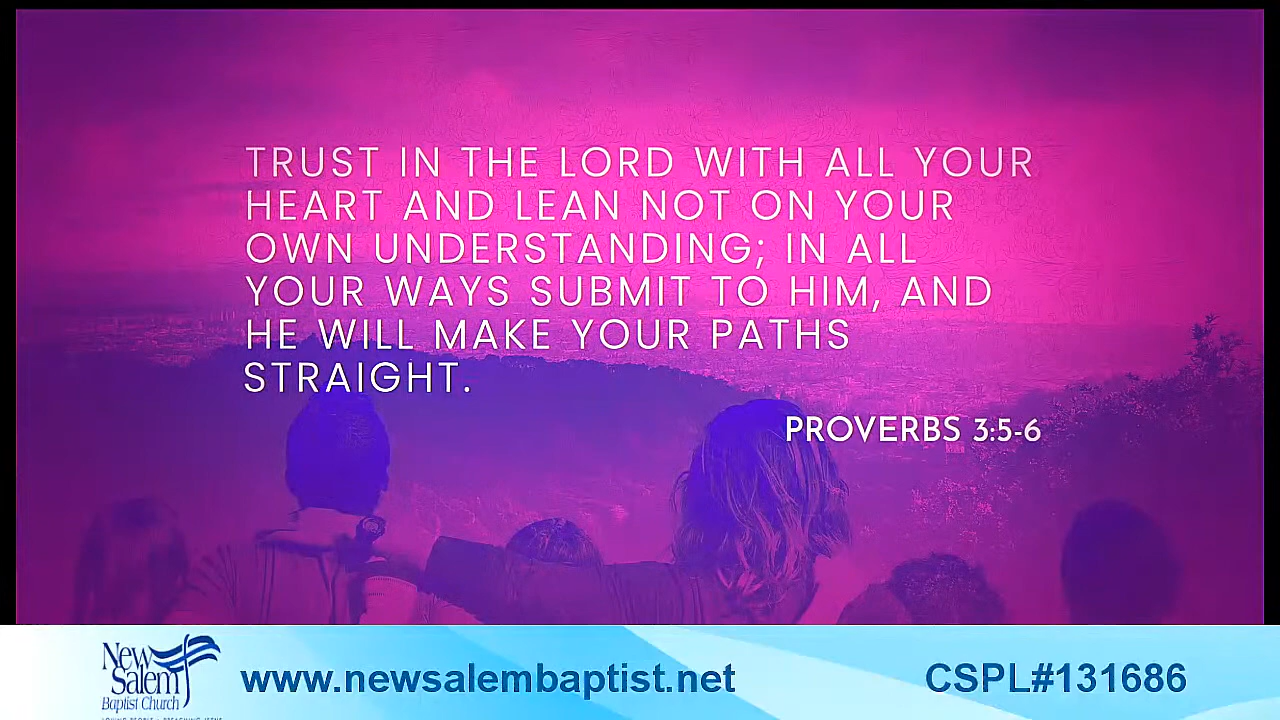 TRUST IN THE LORD WITH ALL YOUR
HEART AND LEAN NOT ON YOUR
OWN UNDERSTANDING; IN ALL
YOUR WAYS SUBMIT TO HIM, AND
HE WILL MAKE YOUR PATHS
STRAIGHT.
PROVERBS 3:5-6
New
Salem
Baptist Church
www.newsalembaptist.net
CSPL#131686